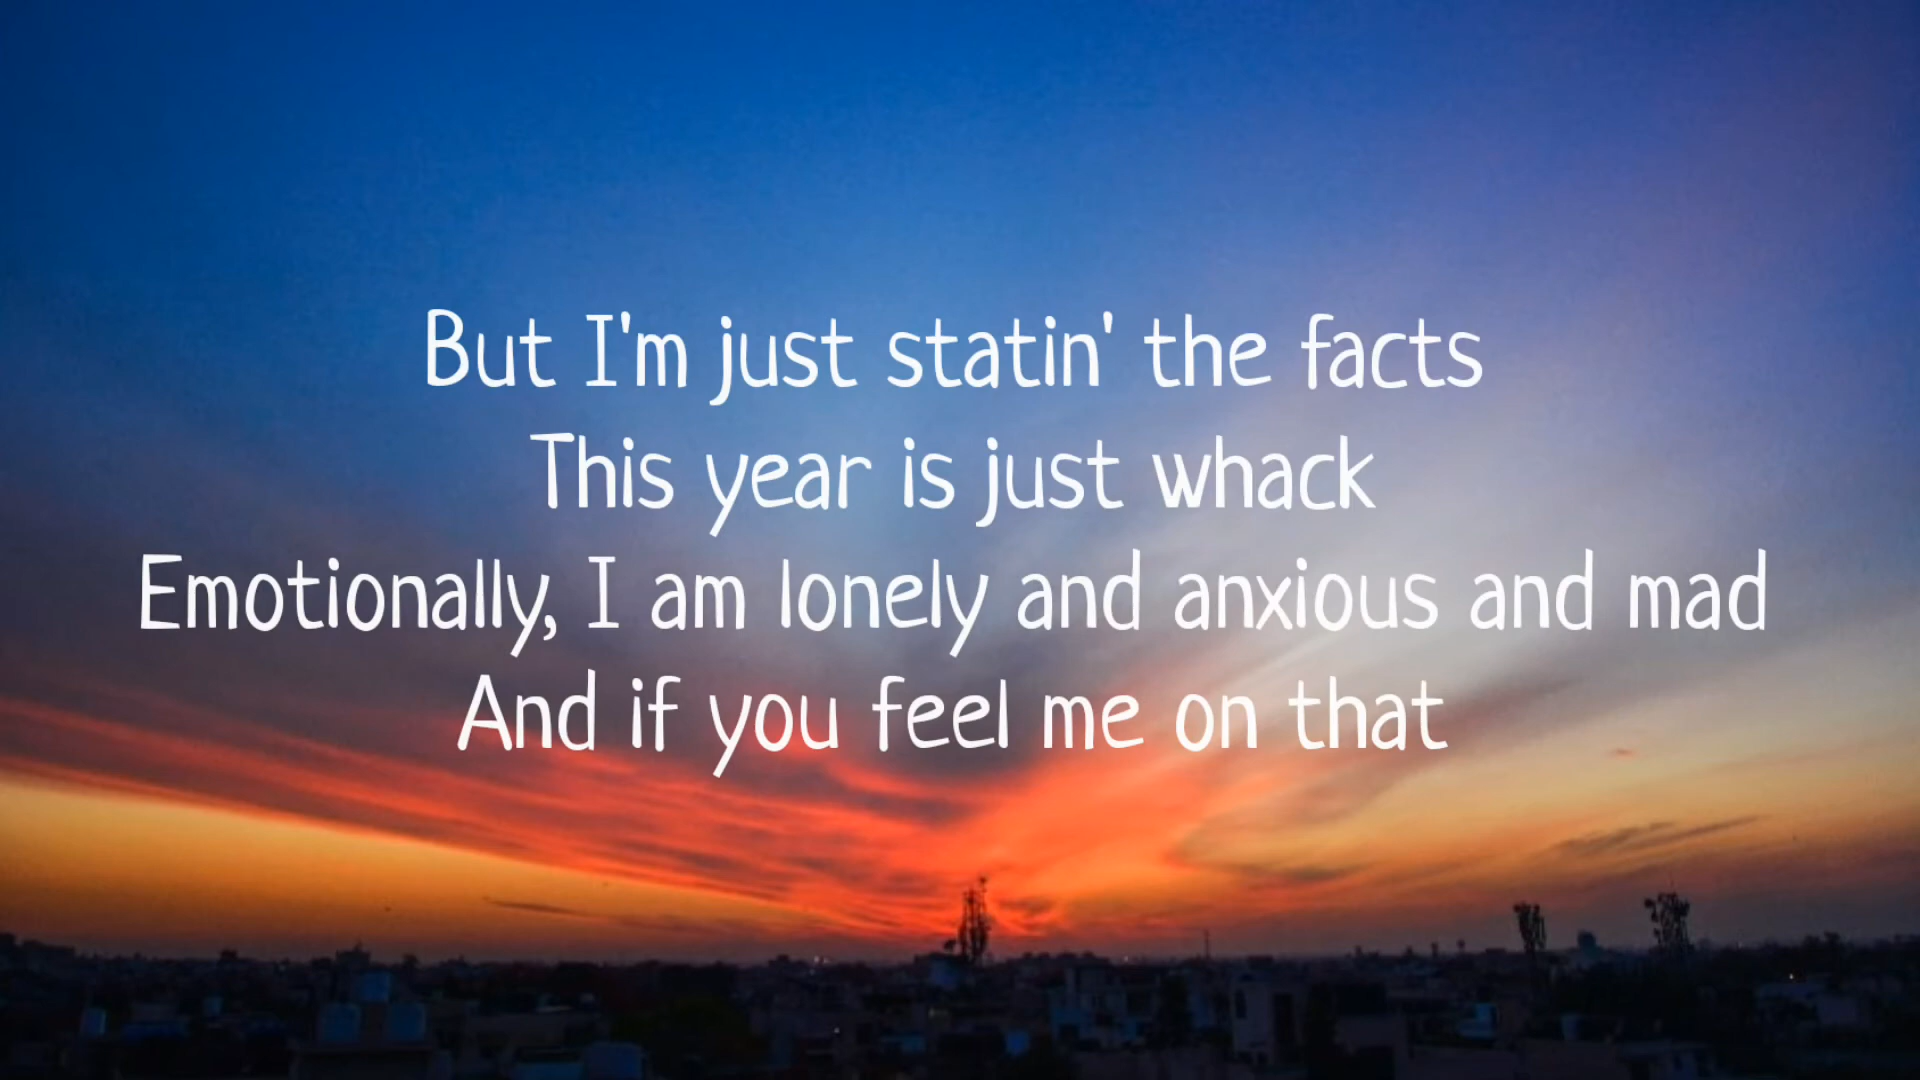 But I'm just statin' the facts
This year is just whack
Emotionally, I am lonely and anxious and mad
And if you feel me on that